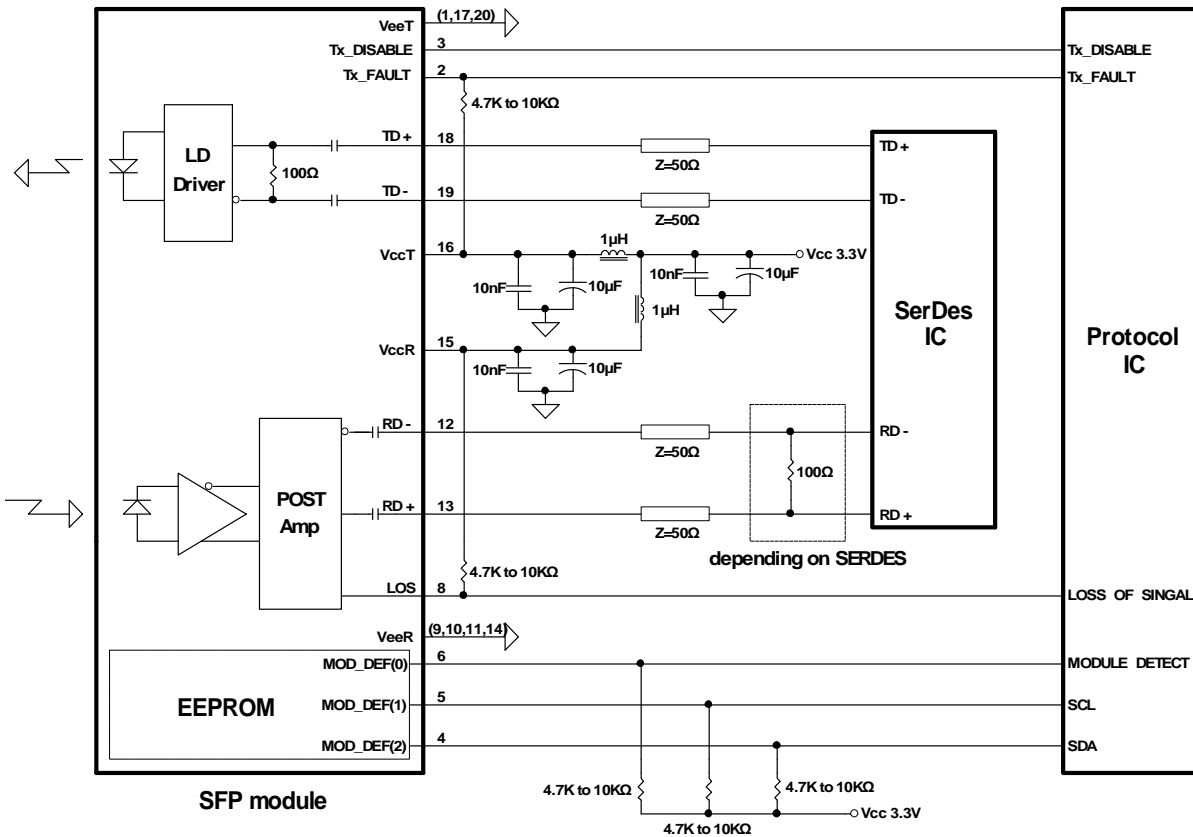 VeeT (1,17,20)
Tx_DISABLE 3 Tx_DISABLE
Tx_FAULT 2 Tx_FAULT
4.7K to 10KΩ
LD
Driver
100Ω
TD+ 18 Z=50Ω TD+
TD- 19 Z=50Ω TD-
VccT 16 1µH Vcc 3.3V
10nF 10µF 10nF 10µF
1µH
SerDes
IC
Protocol
IC
VccR 15
10nF 10µF
RD- 12 Z=50Ω RD-
100Ω
POST
Amp
RD+ 13 Z=50Ω RD+
depending on SERDES
4.7K to 10KΩ
LOS 8 LOSS OF SINGAL
VeeR (9,10,11,14)
MOD_DEF(0) 6 MODULE DETECT
EEPROM
MOD_DEF(1) 5 SCL
MOD_DEF(2) 4 SDA
4.7K to 10KΩ 4.7K to 10KΩ
SFP module
Vcc 3.3V
4.7K to 10KΩ